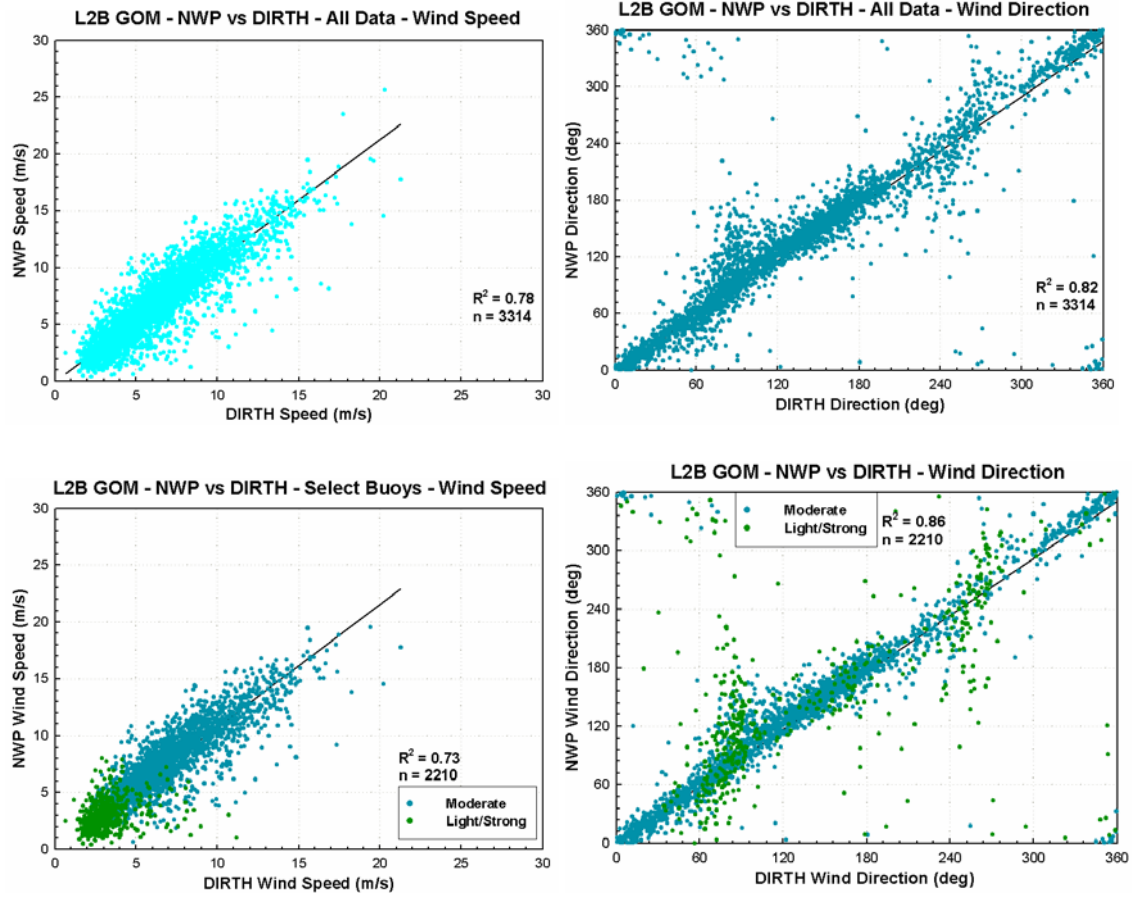 L2B GOM - NWP vs DIRTH - All Data - Wind Speed
30
25
20
15
10
5
0
NWP Speed (m/s)
R² = 0.78
n = 3314
0 5 10 15 20 25 30
DIRTH Speed (m/s)
L2B GOM - NWP vs DIRTH - All Data - Wind Direction
360
300
240
180
120
60
0
NWP Direction (deg)
R² = 0.82
n = 3314
0 60 120 180 240 300 360
DIRTH Direction (deg)
L2B GOM - NWP vs DIRTH - Select Buoys - Wind Speed
30
25
20
15
10
5
0
NWP Wind Speed (m/s)
R² = 0.73
n = 2210
Moderate
Light/Strong
0 5 10 15 20 25 30
DIRTH Wind Speed (m/s)
L2B GOM - NWP vs DIRTH - Wind Direction
360
300
240
180
120
60
0
NWP Wind Direction (deg)
Moderate
Light/Strong
R² = 0.86
n = 2210
0 60 120 180 240 300 360
DIRTH Wind Direction (deg)